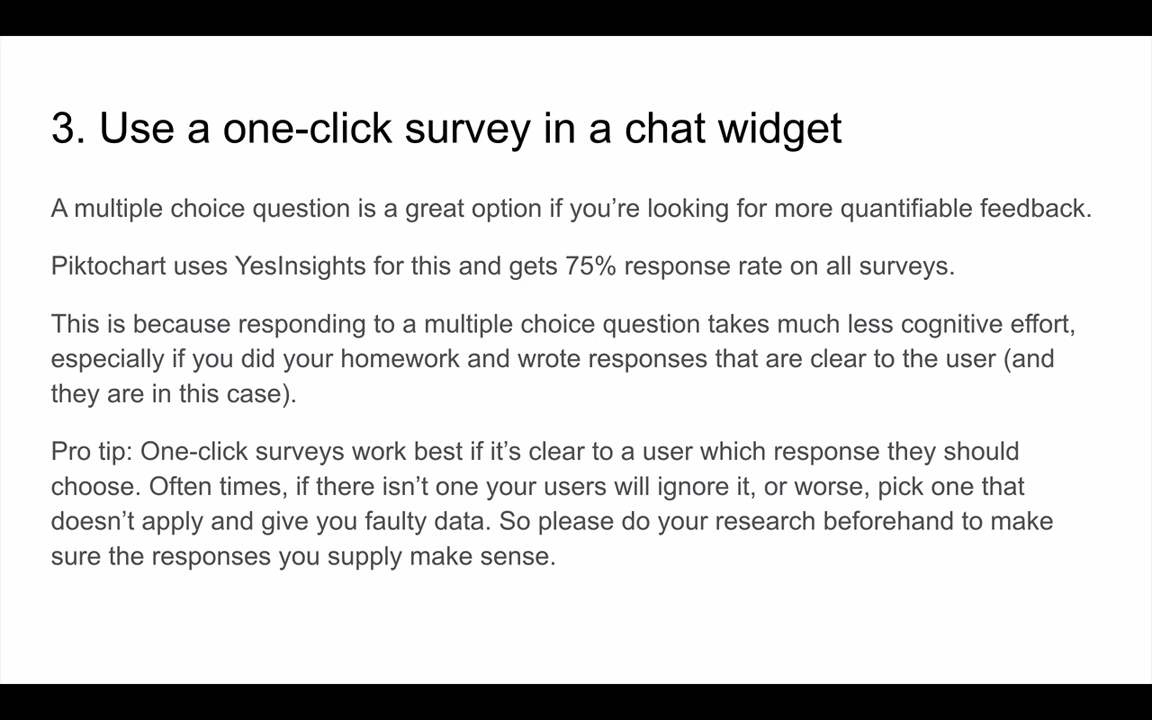 3. Use a one-click survey in a chat widget
A multiple choice question is a great option if you’re looking for more quantifiable feedback.
Piktochart uses YesInsights for this and gets 75% response rate on all surveys.
This is because responding to a multiple choice question takes much less cognitive effort,
especially if you did your homework and wrote responses that are clear to the user (and
they are in this case).
Pro tip: One-click surveys work best if it’s clear to a user which response they should
choose. Often times, if there isn’t one your users will ignore it, or worse, pick one that
doesn’t apply and give you faulty data. So please do your research beforehand to make
sure the responses you supply make sense.